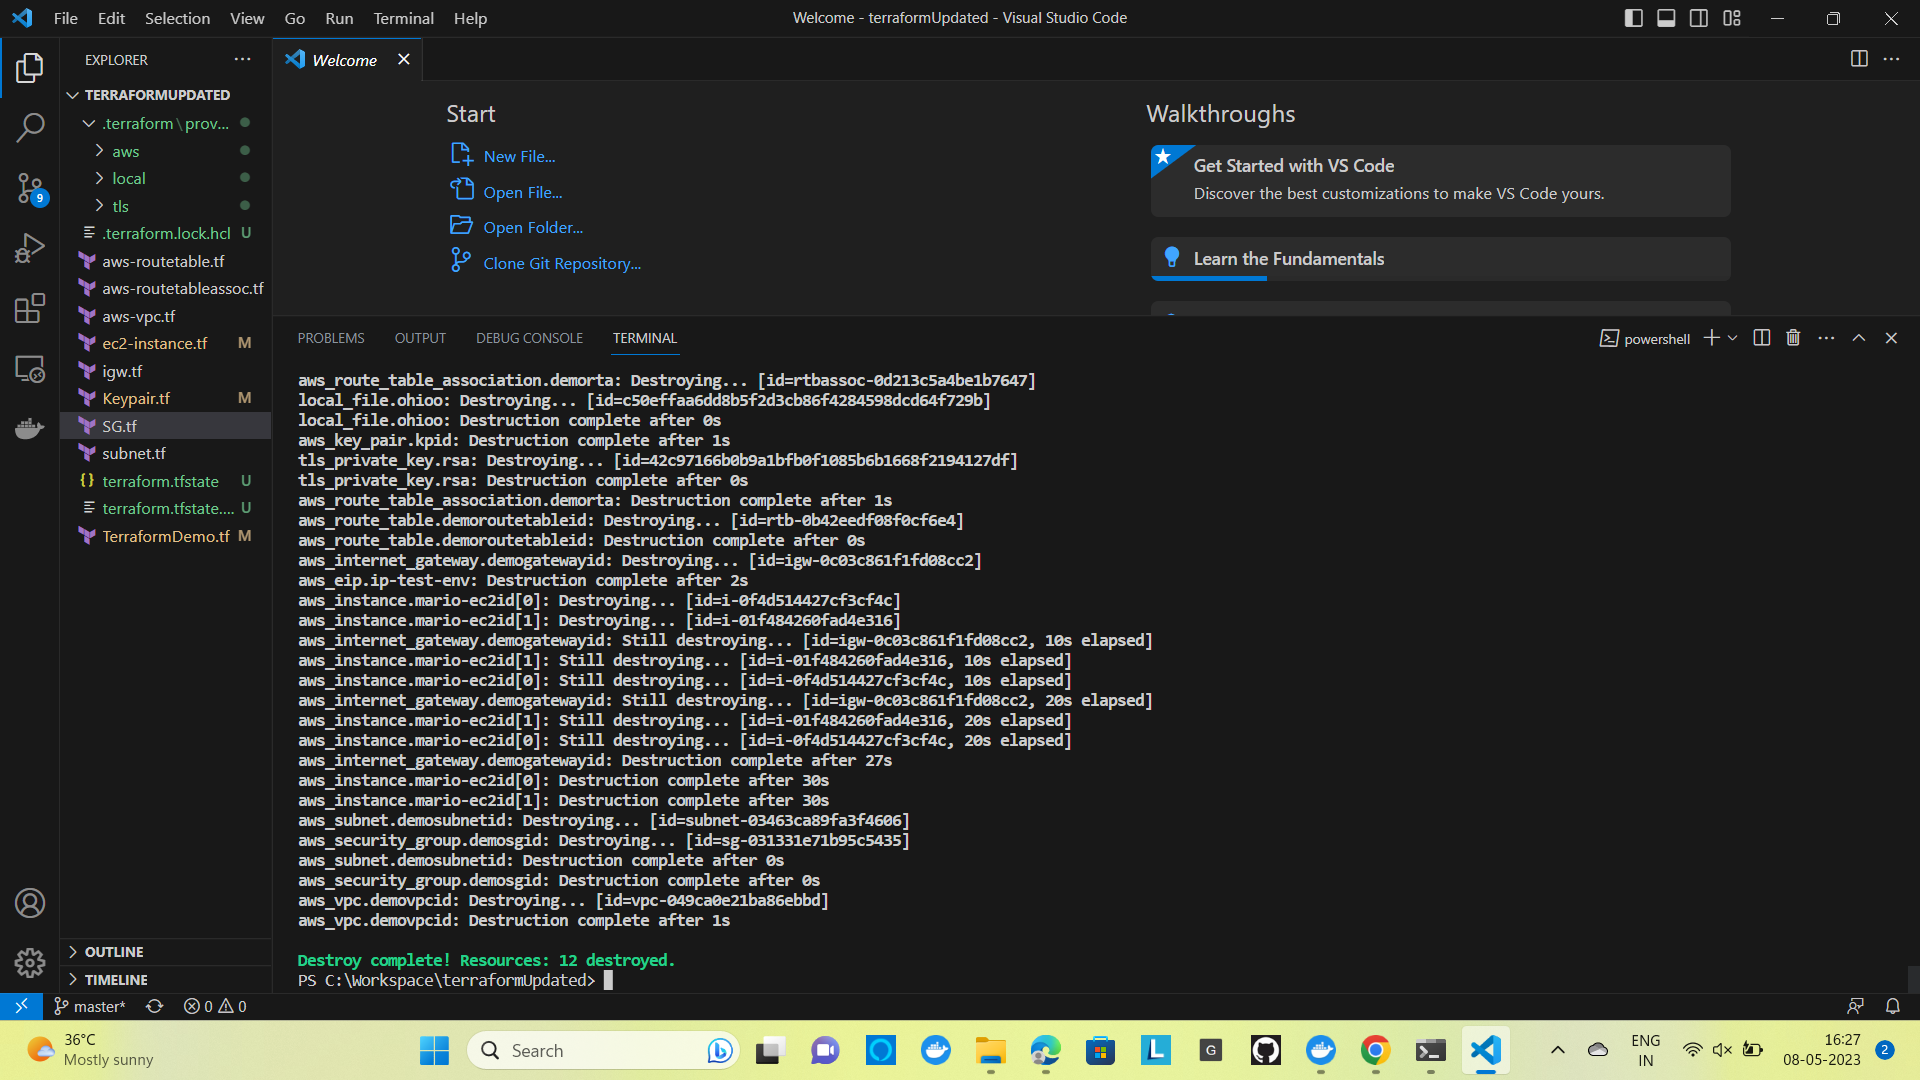 File Edit Selection View Go Run Terminal Help
Welcome - terraformUpdated - Visual Studio Code
EXPLORER
TERRAFORMUPDATED
.terraform\prov...
aws
local
tls
.terraform.lock.hcl U
aws-routetable.tf
aws-routetableassoc.tf
aws-vpc.tf
ec2-instance.tf M
igw.tf
Keypair.tf M
SG.tf
subnet.tf
{} terraform.tfstate U
terraform.tfstate.... U
TerraformDemo.tf M
OUTLINE
TIMELINE
9
Welcome
Start
New File...
Open File...
Open Folder...
Clone Git Repository...
Walkthroughs
Get Started with VS Code
Discover the best customizations to make VS Code yours.
Learn the Fundamentals
PROBLEMS OUTPUT DEBUG CONSOLE TERMINAL
powershell
aws_route_table_association.demorta: Destroying... [id=rtbassoc-0d213c5a4be1b7647]
local_file.ohioo: Destroying... [id=c50effaa6dd8b5f2d3cb86f4284598dcd64f729b]
local_file.ohioo: Destruction complete after 0s
aws_key_pair.kpid: Destruction complete after 1s
tls_private_key.rsa: Destroying... [id=42c97166b0b9a1bfb0f1085b6b1668f2194127df]
tls_private_key.rsa: Destruction complete after 0s
aws_route_table_association.demorta: Destruction complete after 1s
aws_route_table.demoroutetableid: Destroying... [id=rtb-0b42eedf08f0cf6e4]
aws_route_table.demoroutetableid: Destruction complete after 0s
aws_internet_gateway.demogatewayid: Destroying... [id=igw-0c03c861f1fd08cc2]
aws_eip.ip-test-env: Destruction complete after 2s
aws_instance.mario-ec2id[0]: Destroying... [id=i-0f4d514427cf3cf4c]
aws_instance.mario-ec2id[1]: Destroying... [id=i-01f484260fad4e316]
aws_internet_gateway.demogatewayid: Still destroying... [id=igw-0c03c861f1fd08cc2, 10s elapsed]
aws_instance.mario-ec2id[1]: Still destroying... [id=i-01f484260fad4e316, 10s elapsed]
aws_instance.mario-ec2id[0]: Still destroying... [id=i-0f4d514427cf3cf4c, 10s elapsed]
aws_internet_gateway.demogatewayid: Still destroying... [id=igw-0c03c861f1fd08cc2, 20s elapsed]
aws_instance.mario-ec2id[1]: Still destroying... [id=i-01f484260fad4e316, 20s elapsed]
aws_instance.mario-ec2id[0]: Still destroying... [id=i-0f4d514427cf3cf4c, 20s elapsed]
aws_internet_gateway.demogatewayid: Destruction complete after 27s
aws_instance.mario-ec2id[0]: Destruction complete after 30s
aws_instance.mario-ec2id[1]: Destruction complete after 30s
aws_subnet.demosubnetid: Destroying... [id=subnet-03463ca89fa3f4606]
aws_security_group.demosgid: Destroying... [id=sg-031331e71b95c5435]
aws_subnet.demosubnetid: Destruction complete after 0s
aws_security_group.demosgid: Destruction complete after 0s
aws_vpc.demovpcid: Destroying... [id=vpc-049ca0e21ba86ebbd]
aws_vpc.demovpcid: Destruction complete after 1s
Destroy complete! Resources: 12 destroyed.
PS C:\Workspace\terraformUpdated>
master* 0 0
36°C
Mostly sunny
Search
L
G
ENG
IN
16:27
08-05-2023
2